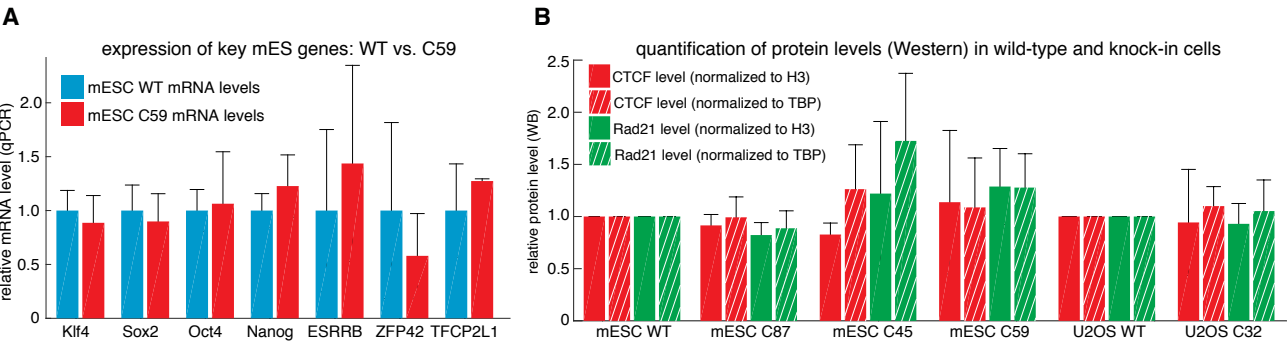 A
expression of key mES genes: WT vs. C59
relative mRNA level (qPCR)
2.0
1.5
1.0
0.5
0
mESC WT mRNA levels
mESC C59 mRNA levels
Klf4 Sox2 Oct4 Nanog ESRRB ZFP42 TFCP2L1
B
quantification of protein levels (Western) in wild-type and knock-in cells
relative protein level (WB)
2.5
2.0
1.5
1.0
0.5
0
CTCF level (normalized to H3)
CTCF level (normalized to TBP)
Rad21 level (normalized to H3)
Rad21 level (normalized to TBP)
mESC WT mESC C87 mESC C45 mESC C59 U2OS WT U2OS C32